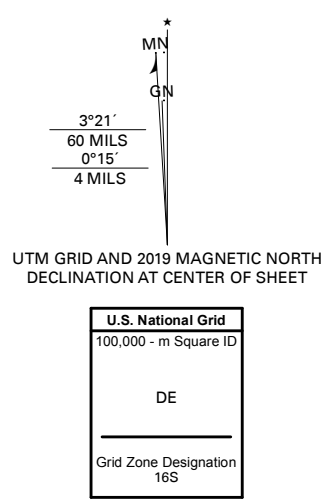 ★
MN
GN
3°21´
60 MILS
0°15´
4 MILS
UTM GRID AND 2019 MAGNETIC NORTH
DECLINATION AT CENTER OF SHEET
U.S. National Grid
100,000 - m Square ID
DE
Grid Zone Designation
16S